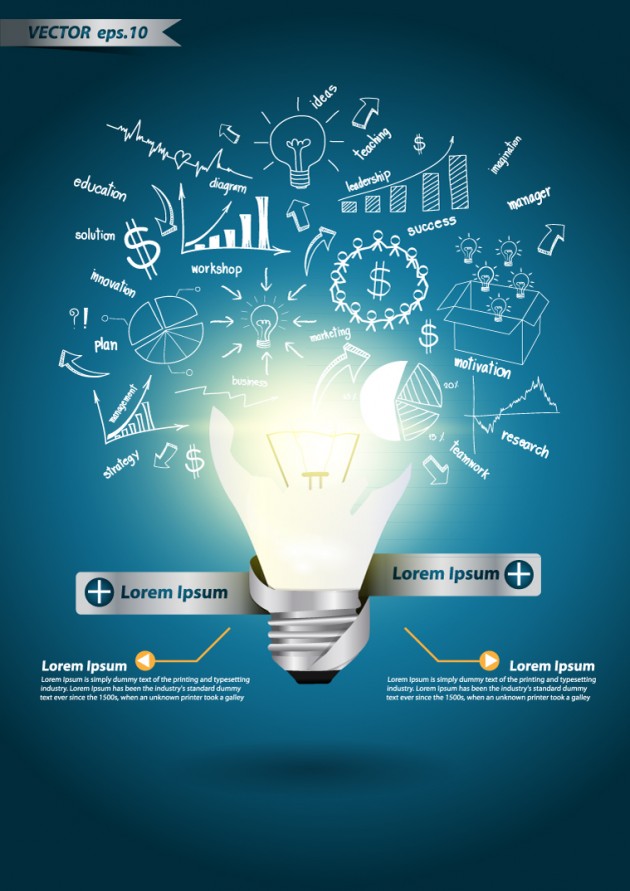 VECTOR eps.10
ideas
teaching
$
imagination
education
diagram
leadership
manager
solution
$
success
workshop
innovation
$
?!
plan
marketing
$
motivation
business
management
20%
15%
15%
research
strategy
$
teamwork
Lorem Ipsum
Lorem Ipsum
Lorem Ipsum
Lorem Ipsum is simply dummy text of the printing and typesetting
industry. Lorem Ipsum has been the industry's standard dummy
text ever since the 1500s, when an unknown printer took a galley
Lorem Ipsum
Lorem Ipsum is simply dummy text of the printing and typesetting
industry. Lorem Ipsum has been the industry's standard dummy
text ever since the 1500s, when an unknown printer took a galley